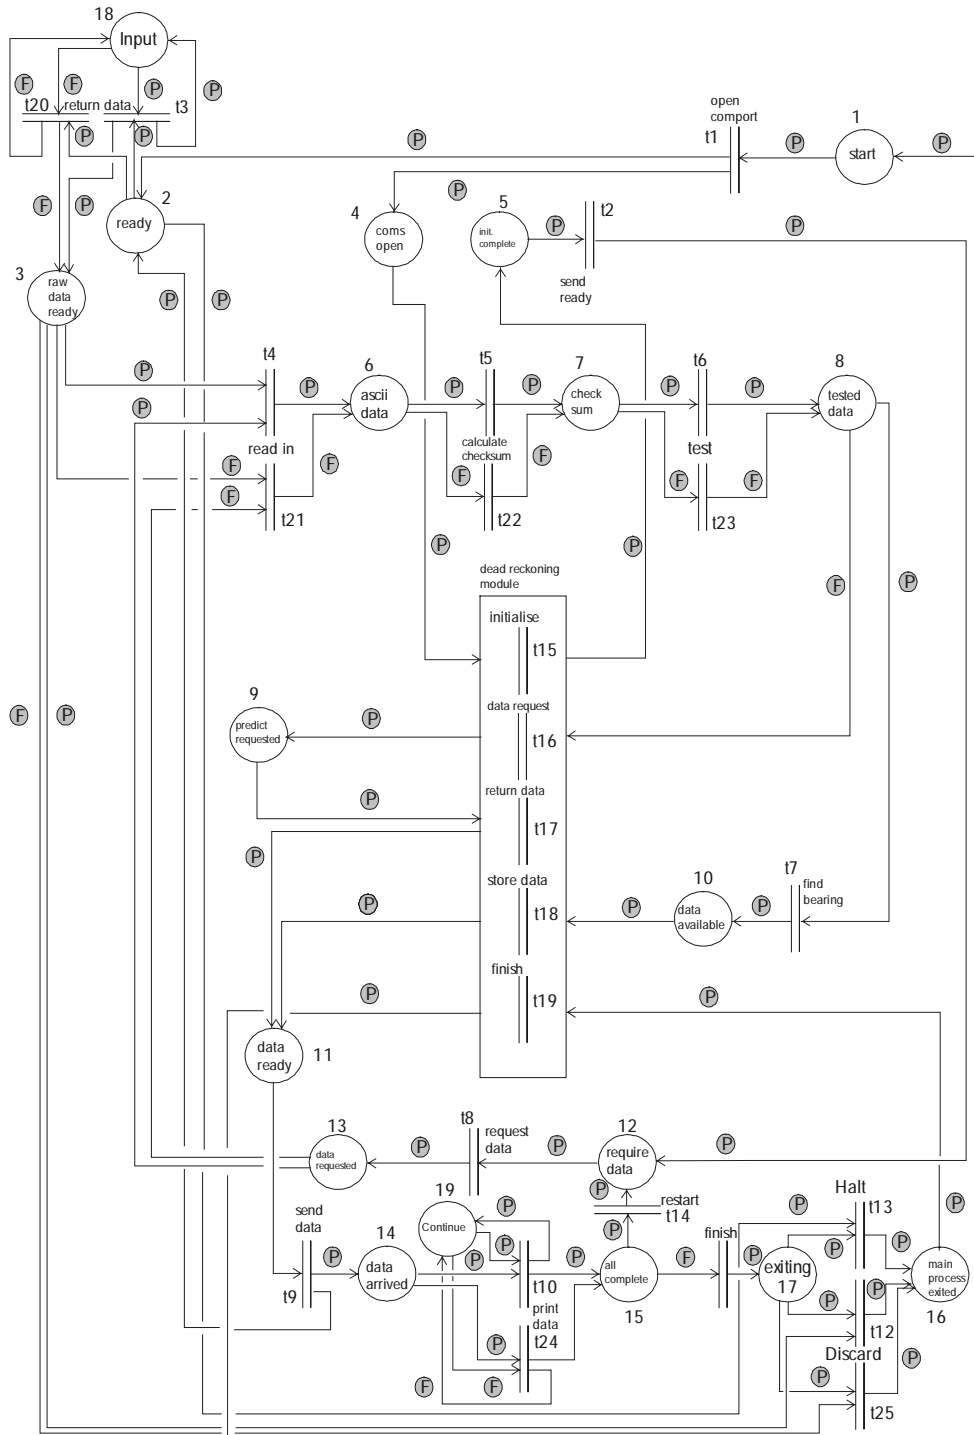 18
Input
F
F
P
P
t20
return data
t3
P
P
open
comport
t1
1
P
start
P
P
P
F
P
2
ready
4
coms
open
5
init.
complete
P
t2
P
send
ready
3
raw
data
ready
P
P
t4
P
P
P
read in
F
F
F
t21
6
ascii
data
P
t5
P
calculate
checksum
F
F
t22
7
check
sum
P
t6
P
test
F
F
t23
8
tested
data
P
P
F
P
dead reckoning
module
initialise
t15
data request
t16
return data
t17
store data
t18
finish
t19
F
P
9
predict
requested
P
P
P
P
P
P
10
data
available
P
t7
find
bearing
P
11
data
ready
13
data
requested
P
t8
request
data
P
12
require
data
P
P
restart
t14
P
send
data
P
t9
14
data
arrived
19
Continue
P
P
P
t10
print
data
t24
P
F
F
all
complete
15
F
finish
P
exiting
17
Halt
t13
P
P
P
P
P
t12
Discard
P
P
t25
main
process
exited
16
P
P